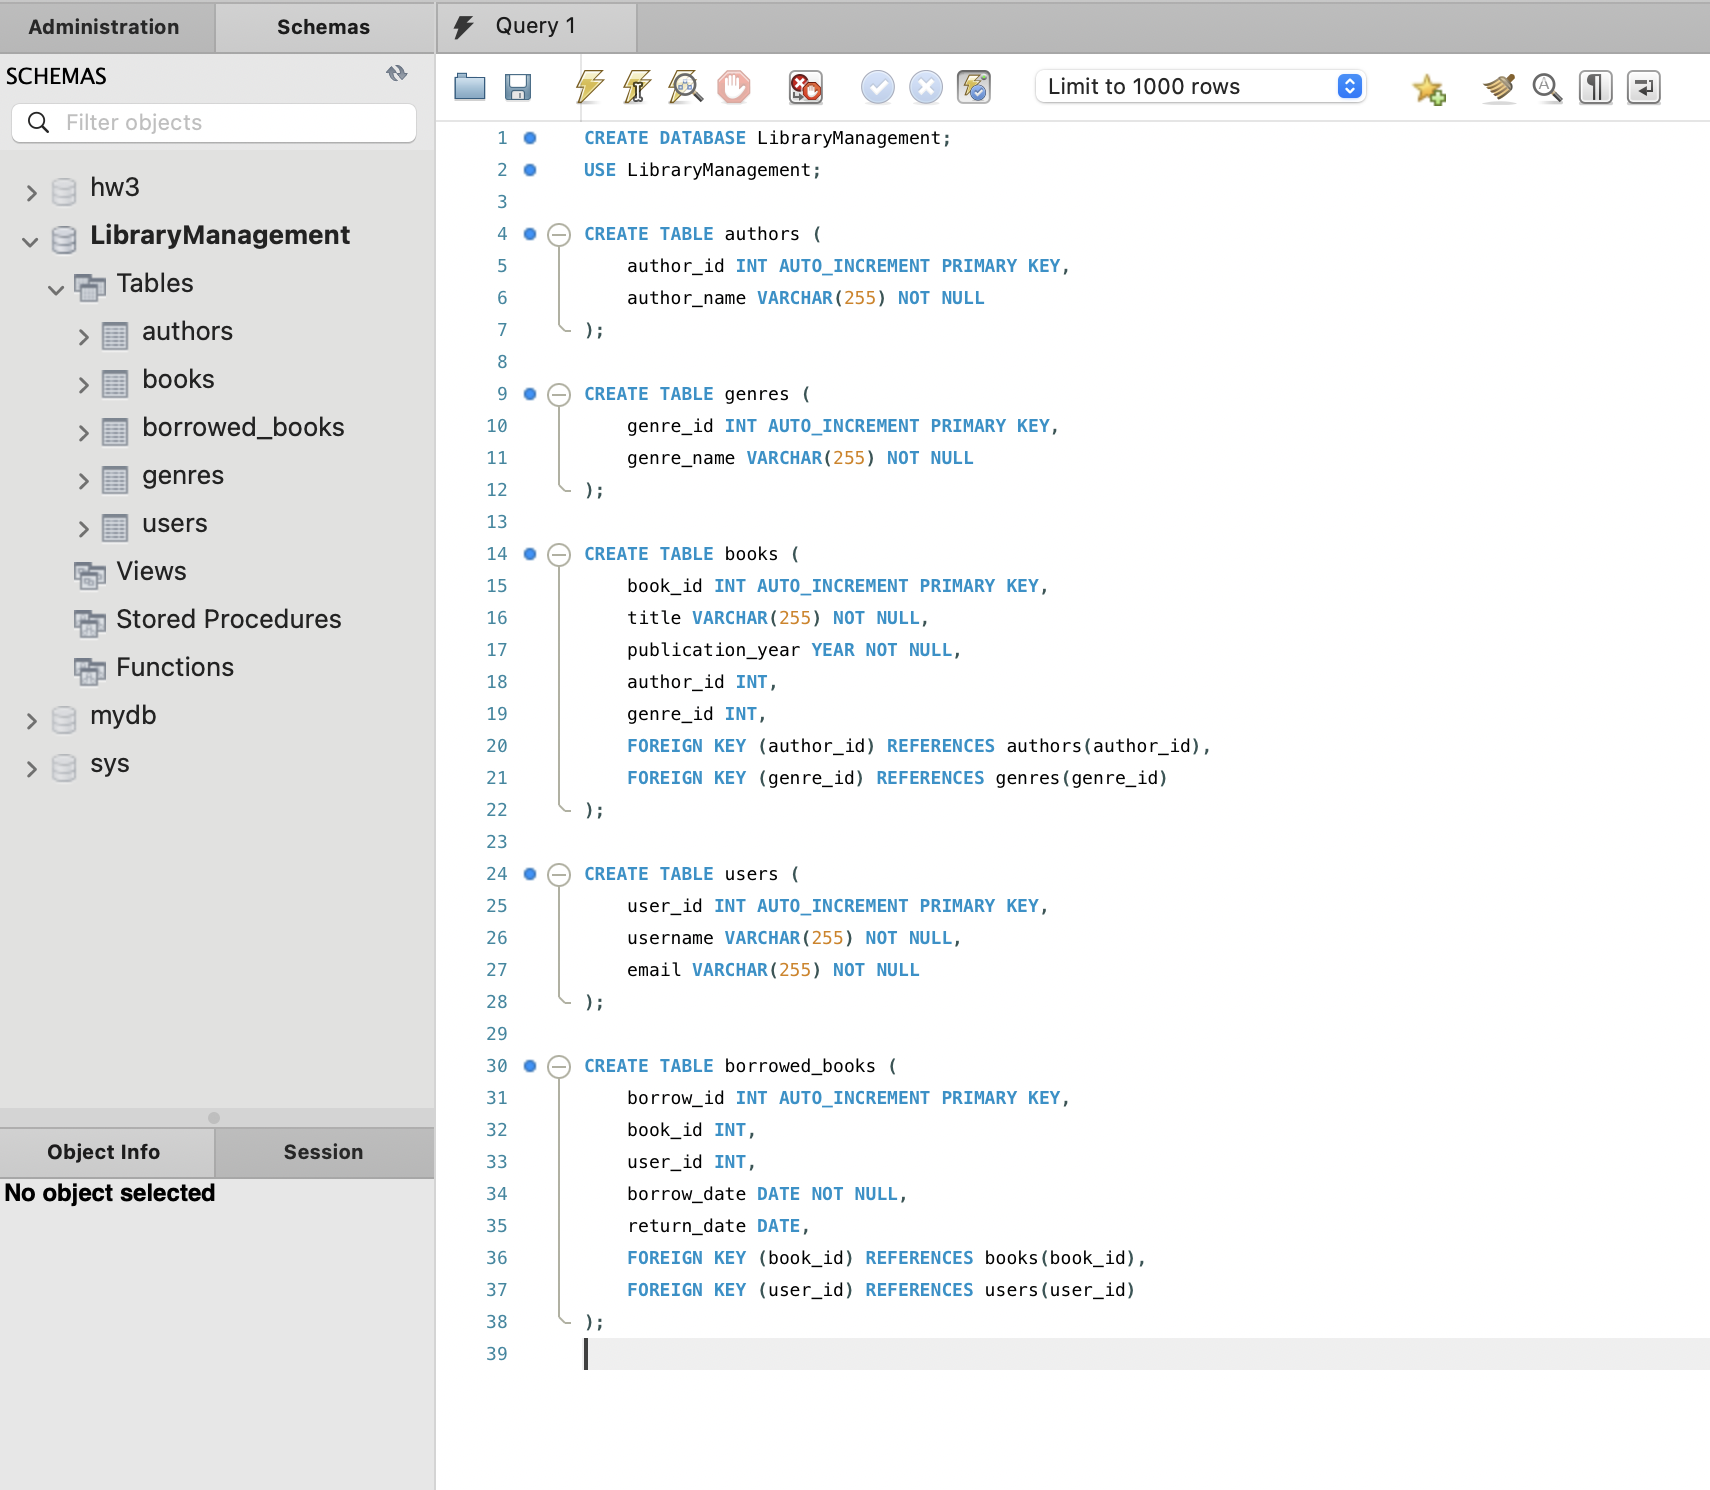 Administration
Schemas
SCHEMAS
Filter objects
hw3
LibraryManagement
Tables
authors
books
borrowed_books
genres
users
Views
Stored Procedures
Functions
mydb
sys
Object Info
Session
No object selected
Query 1
Limit to 1000 rows
1 CREATE DATABASE LibraryManagement;
2 USE LibraryManagement;
3
4 CREATE TABLE authors (
5     author_id INT AUTO_INCREMENT PRIMARY KEY,
6     author_name VARCHAR(255) NOT NULL
7 );
8
9 CREATE TABLE genres (
10     genre_id INT AUTO_INCREMENT PRIMARY KEY,
11     genre_name VARCHAR(255) NOT NULL
12 );
13
14 CREATE TABLE books (
15     book_id INT AUTO_INCREMENT PRIMARY KEY,
16     title VARCHAR(255) NOT NULL,
17     publication_year YEAR NOT NULL,
18     author_id INT,
19     genre_id INT,
20     FOREIGN KEY (author_id) REFERENCES authors(author_id),
21     FOREIGN KEY (genre_id) REFERENCES genres(genre_id)
22 );
23
24 CREATE TABLE users (
25     user_id INT AUTO_INCREMENT PRIMARY KEY,
26     username VARCHAR(255) NOT NULL,
27     email VARCHAR(255) NOT NULL
28 );
29
30 CREATE TABLE borrowed_books (
31     borrow_id INT AUTO_INCREMENT PRIMARY KEY,
32     book_id INT,
33     user_id INT,
34     borrow_date DATE NOT NULL,
35     return_date DATE,
36     FOREIGN KEY (book_id) REFERENCES books(book_id),
37     FOREIGN KEY (user_id) REFERENCES users(user_id)
38 );
39